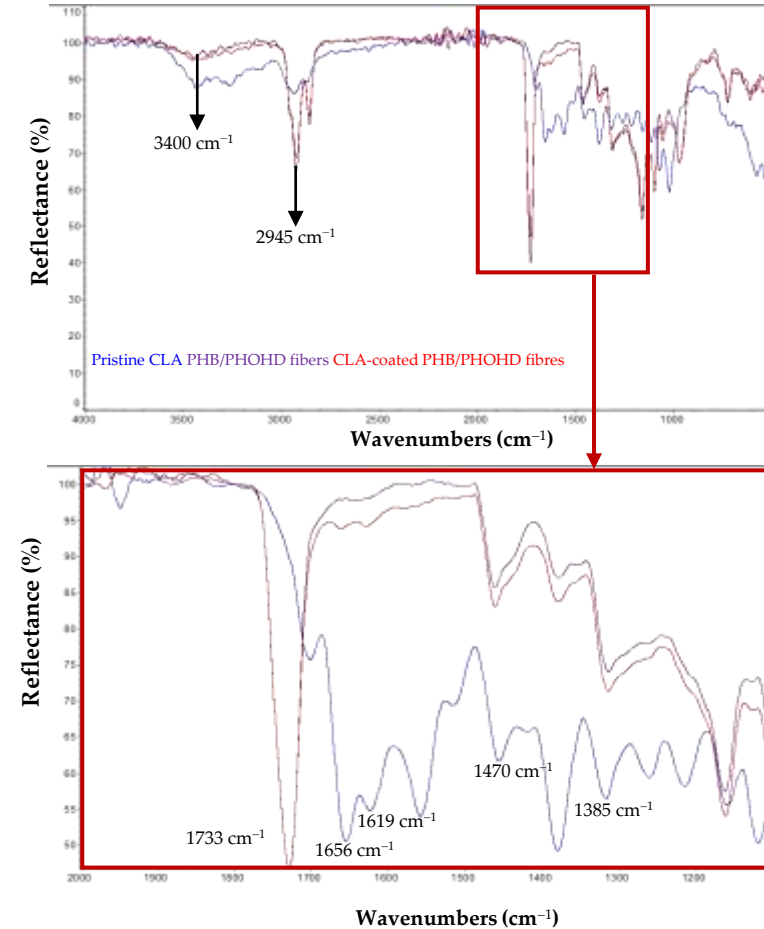 110
100
90
80
70
60
50
40
30
20
10
0
Reflectance (%)
3400 cm⁻¹
2945 cm⁻¹
Pristine CLA PHB/PHOHD fibers CLA-coated PHB/PHOHD fibres
4000 3500 3000 2500 2000 1500 1000
Wavenumbers (cm⁻¹)
100
95
90
85
80
75
70
65
60
55
50
Reflectance (%)
1470 cm⁻¹
1385 cm⁻¹
1619 cm⁻¹
1733 cm⁻¹
1656 cm⁻¹
2000 1900 1800 1700 1600 1500 1400 1300 1200
Wavenumbers (cm⁻¹)